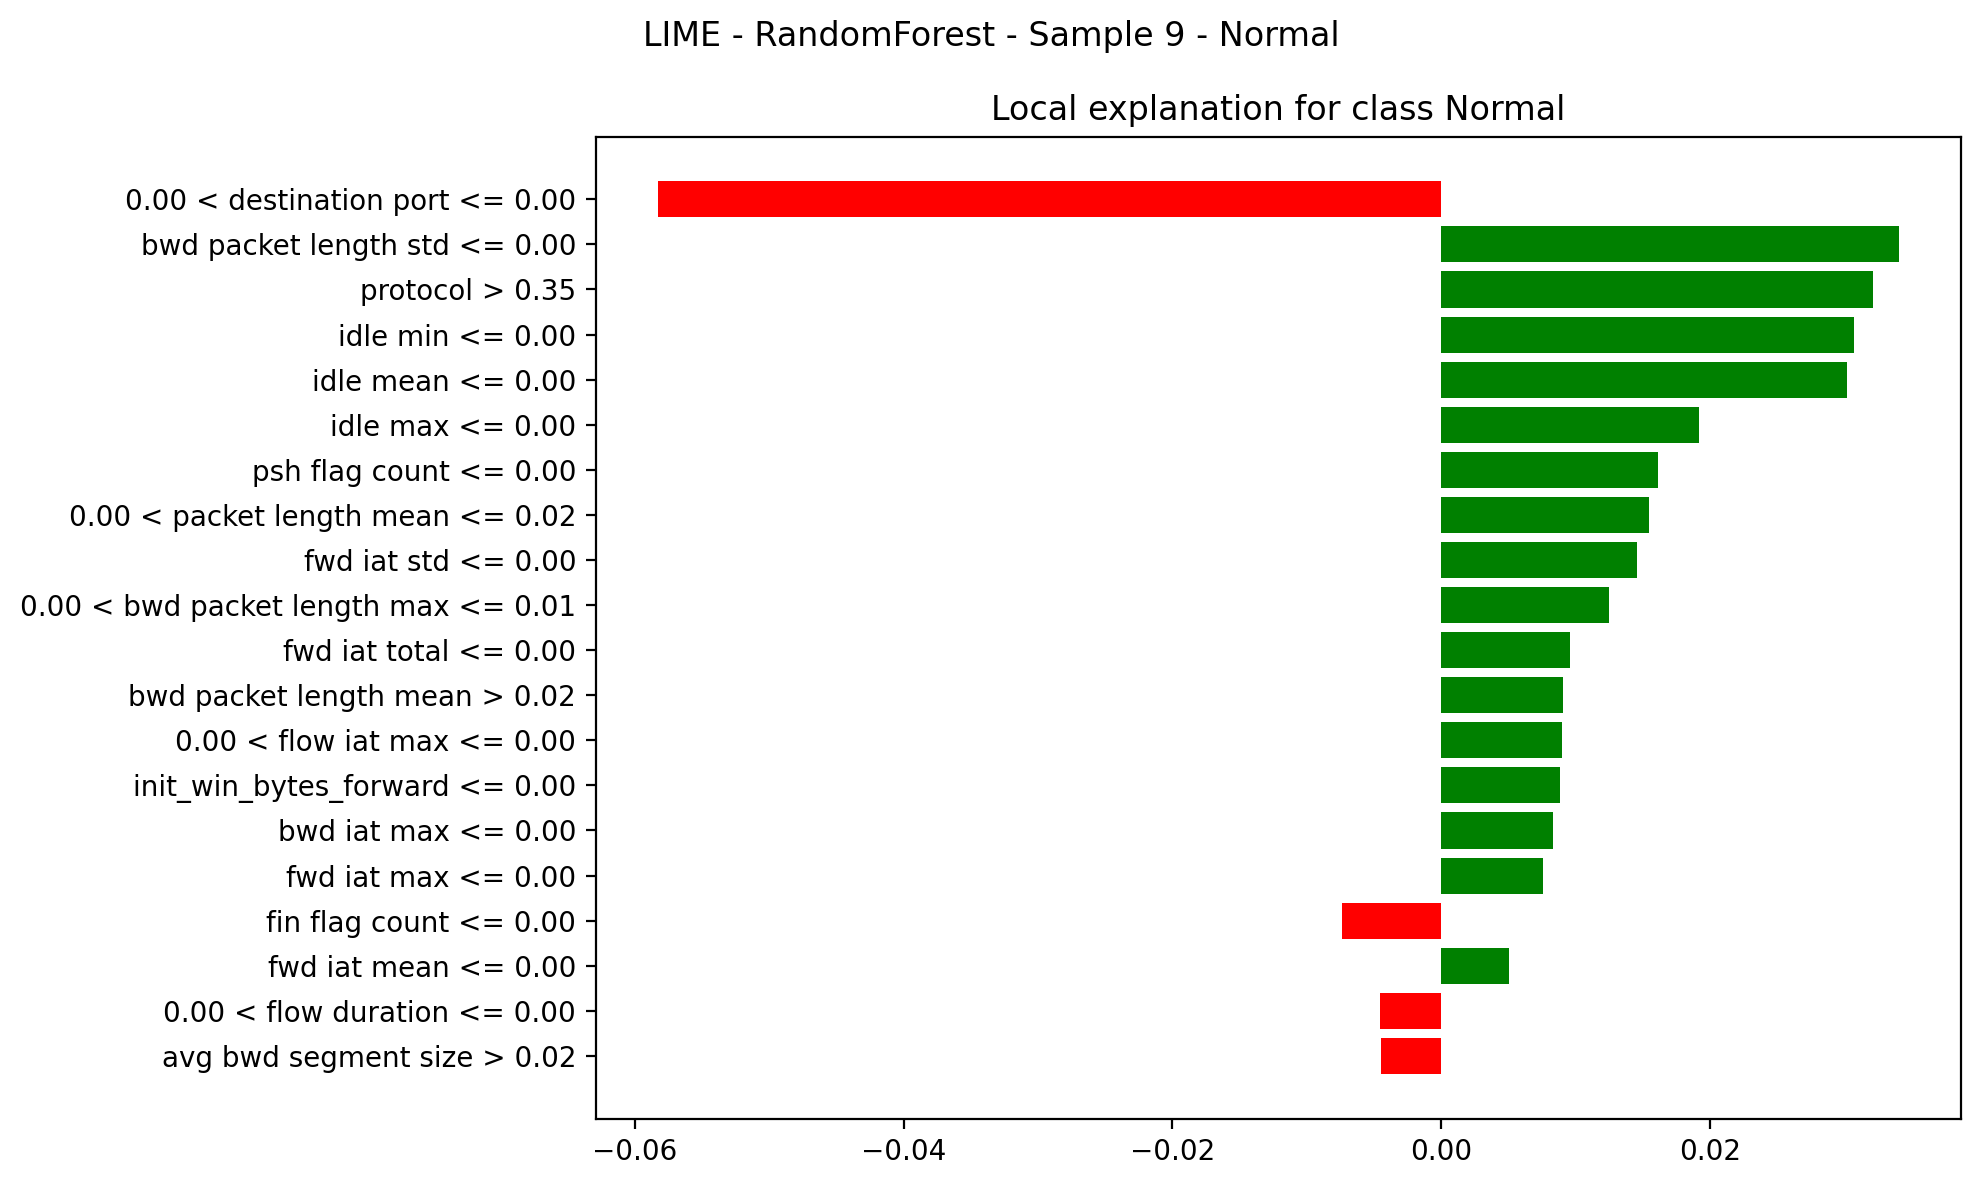 LIME - RandomForest - Sample 9 - Normal
Local explanation for class Normal
0.00 < destination port <= 0.00
bwd packet length std <= 0.00
protocol > 0.35
idle min <= 0.00
idle mean <= 0.00
idle max <= 0.00
psh flag count <= 0.00
0.00 < packet length mean <= 0.02
fwd iat std <= 0.00
0.00 < bwd packet length max <= 0.01
fwd iat total <= 0.00
bwd packet length mean > 0.02
0.00 < flow iat max <= 0.00
init_win_bytes_forward <= 0.00
bwd iat max <= 0.00
fwd iat max <= 0.00
fin flag count <= 0.00
fwd iat mean <= 0.00
0.00 < flow duration <= 0.00
avg bwd segment size > 0.02
−0.06 −0.04 −0.02 0.00 0.02